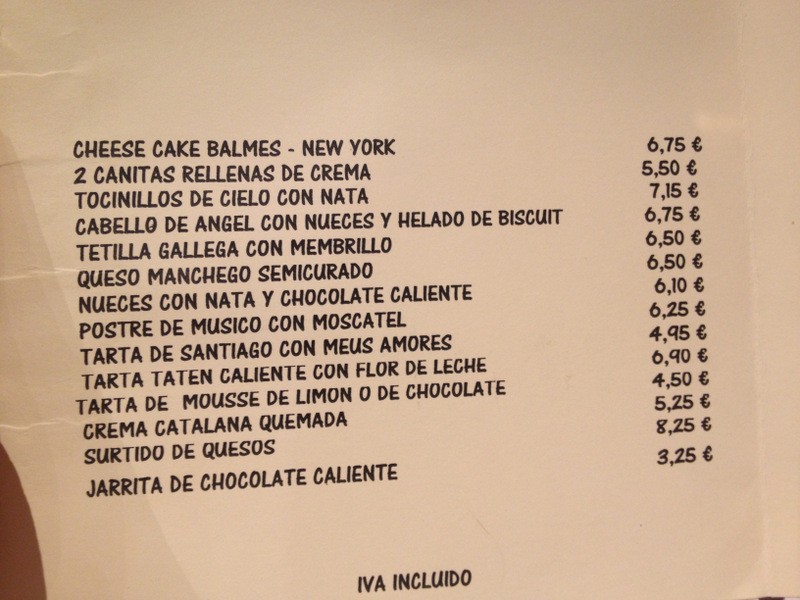 CHEESE CAKE BALMES - NEW YORK 6,75 €
2 CANITAS RELLENAS DE CREMA 5,50 €
TOCINILLOS DE CIELO CON NATA 7,15 €
CABELLO DE ANGEL CON NUECES Y HELADO DE BISCUIT 6,75 €
TETILLA GALLEGA CON MEMBRILLO 6,50 €
QUESO MANCHEGO SEMICURADO 6,50 €
NUECES CON NATA Y CHOCOLATE CALIENTE 6,10 €
POSTRE DE MUSICO CON MOSCATEL 6,25 €
TARTA DE SANTIAGO CON MEUS AMORES 4,95 €
TARTA TATEN CALIENTE CON FLOR DE LECHE 6,90 €
TARTA DE MOUSSE DE LIMON O DE CHOCOLATE 4,50 €
CREMA CATALANA QUEMADA 5,25 €
SURTIDO DE QUESOS 8,25 €
JARRITA DE CHOCOLATE CALIENTE 3,25 €
IVA INCLUIDO